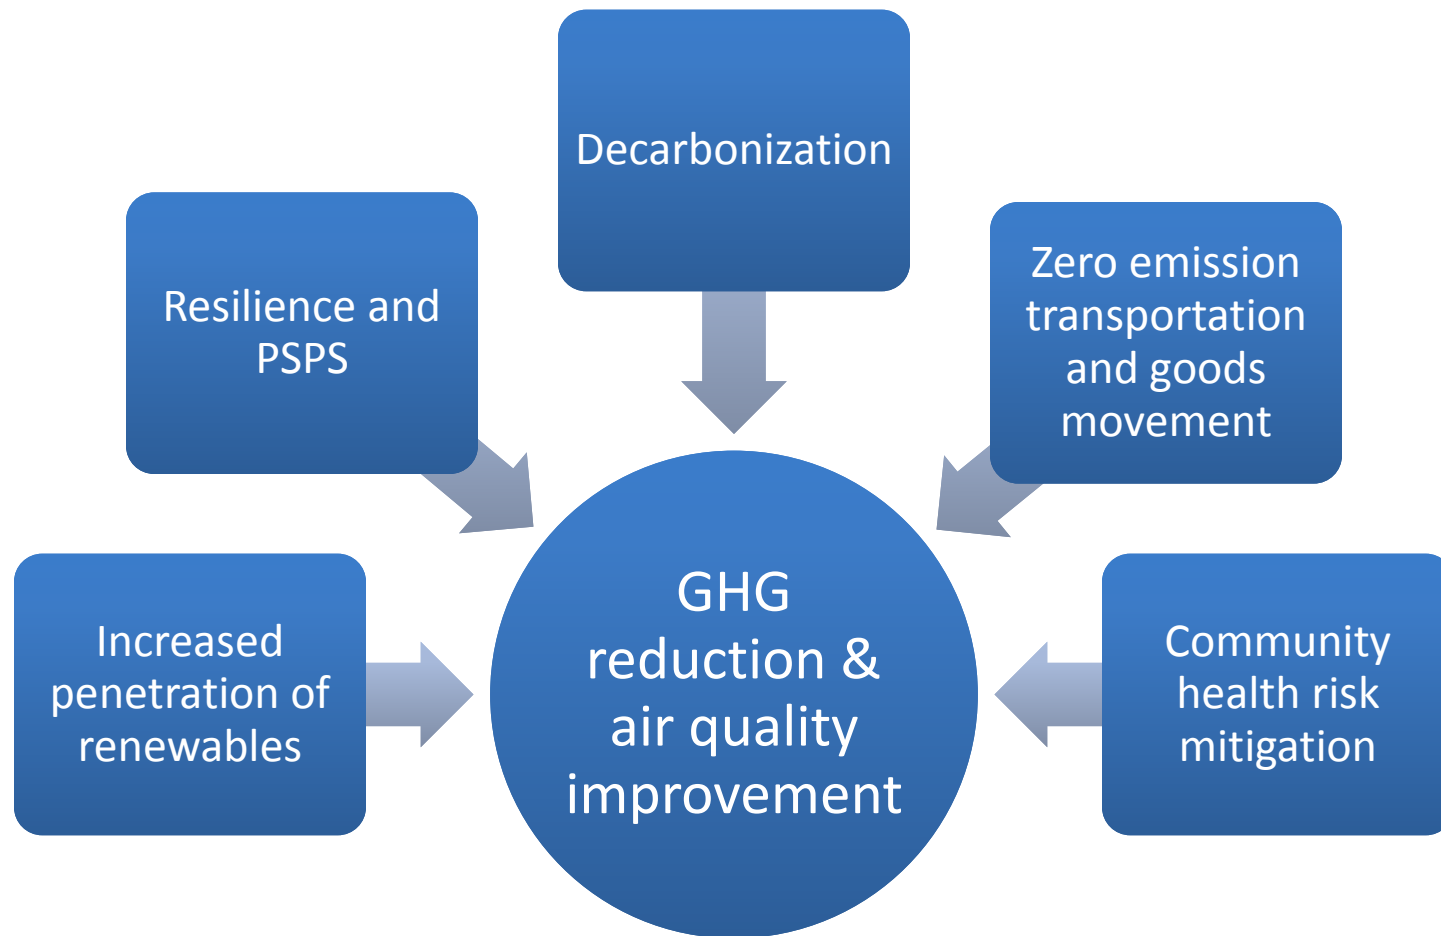 Decarbonization
Resilience and
PSPS
Zero emission
transportation
and goods
movement
Increased
penetration of
renewables
GHG
reduction &
air quality
improvement
Community
health risk
mitigation